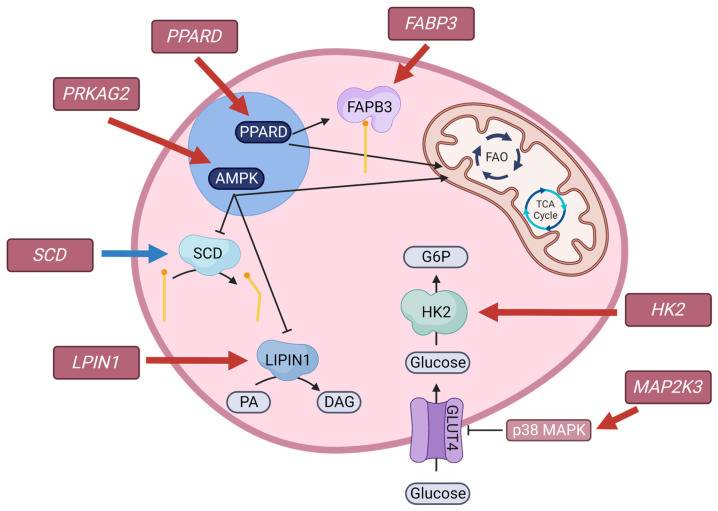 FABP3
PPARD
PRKAG2
FAPB3
PPARD
FAO
AMPK
TCA
Cycle
SCD
SCD
G6P
HK2
HK2
LPIN1
LIPIN1
Glucose
MAP2K3
PA
DAG
GLUT4
p38 MAPK
Glucose